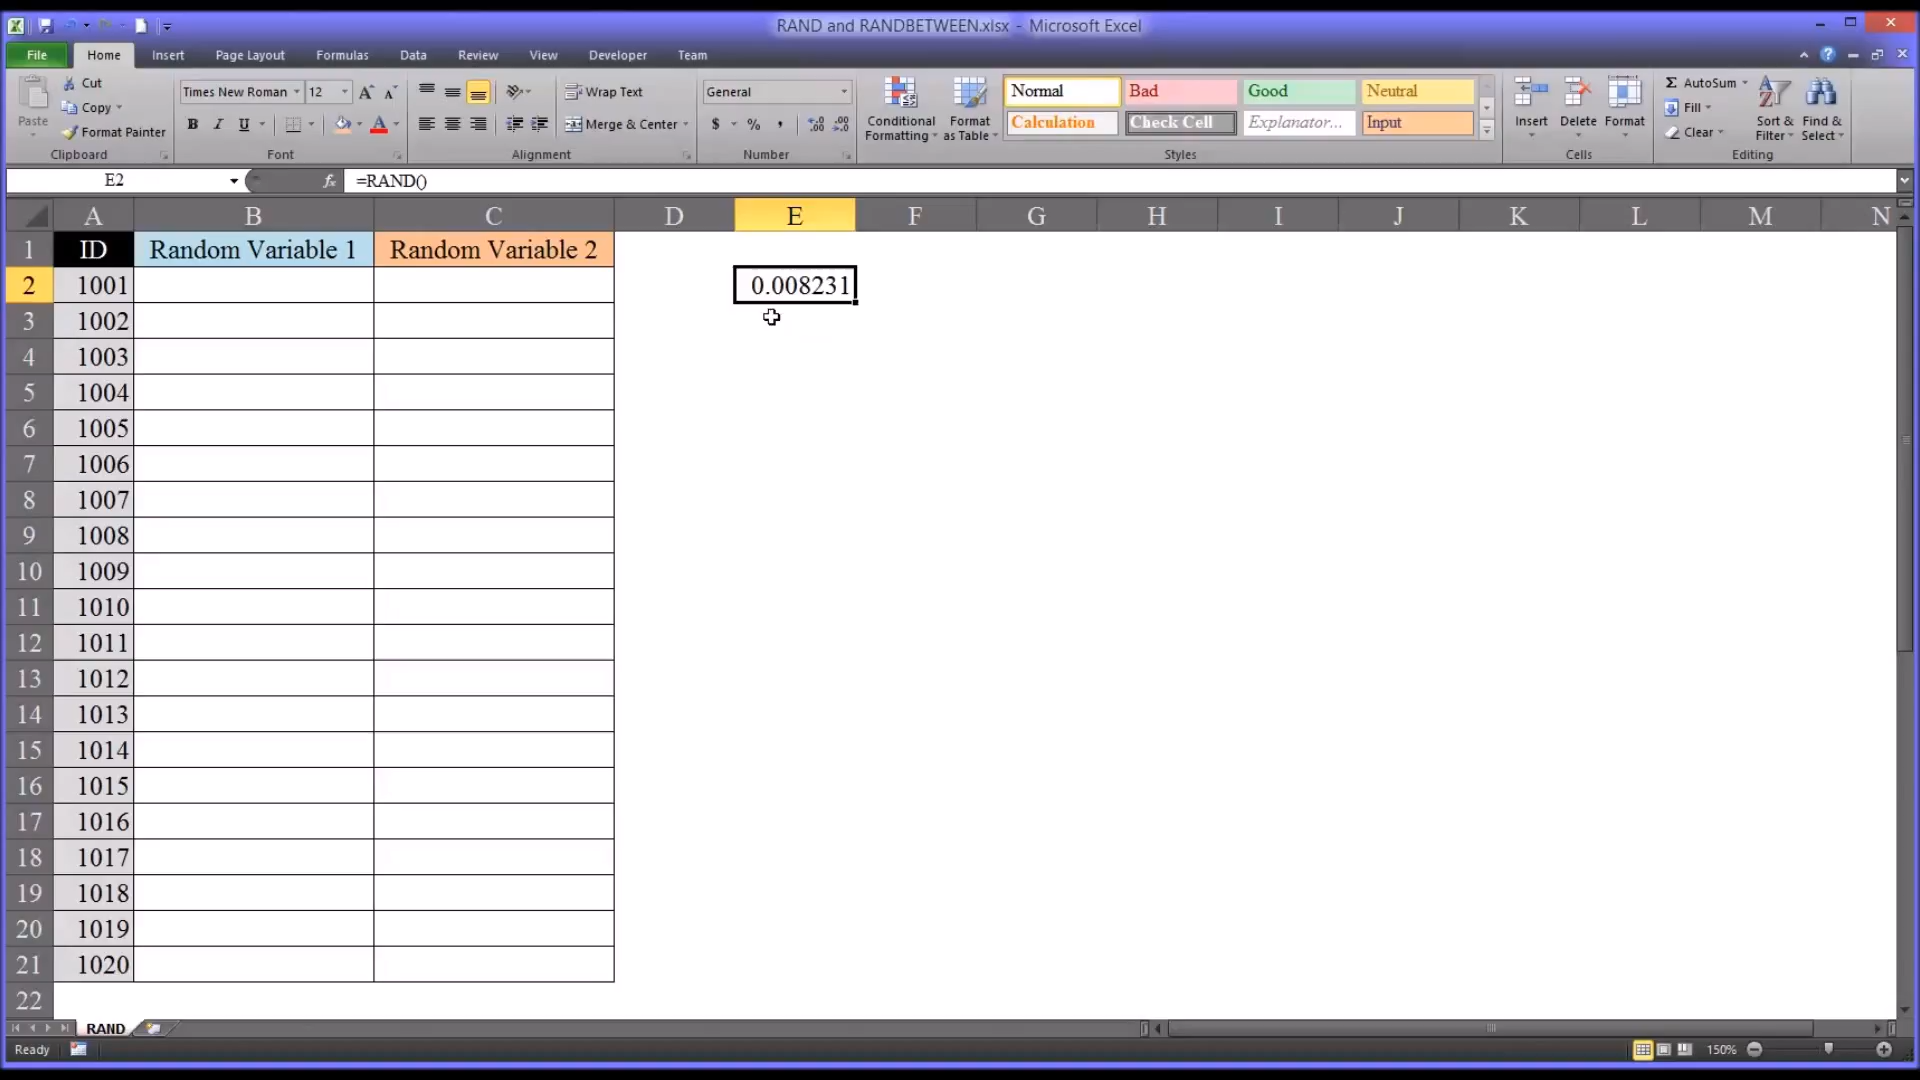 RAND and RANDBETWEEN.xlsx - Microsoft Excel
File Home Insert Page Layout Formulas Data Review View Developer Team
Paste Cut Copy Format Painter Clipboard
Times New Roman 12 A A B I U A Font
Wrap Text Merge & Center Alignment
General $ % , .00 .0 Number
Conditional Formatting Format as Table
Normal Bad Good Neutral
Calculation Check Cell Explanator... Input
Styles
Insert Delete Format Cells
Σ AutoSum Fill Clear Sort & Filter Find & Select Editing
E2 fx =RAND()
A B C D E F G H I J K L M N
1 ID Random Variable 1 Random Variable 2
2 1001 0.008231
3 1002
4 1003
5 1004
6 1005
7 1006
8 1007
9 1008
10 1009
11 1010
12 1011
13 1012
14 1013
15 1014
16 1015
17 1016
18 1017
19 1018
20 1019
21 1020
22
RAND
Ready 150%